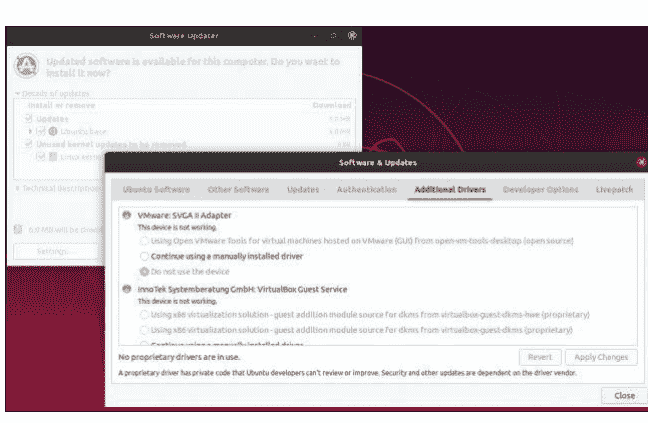 Software Updater
Updated software is available for this computer. Do you want to
install it now?
Details of updates
Install or remove
Download
Updates
Ubuntu base
Unused kernel updates to be removed
Technical description
Settings...
Software & Updates
Ubuntu Software
Other Software
Updates
Authentication
Additional Drivers
Developer Options
Livepatch
VMware: SVGA II Adapter
This device is not working.
Using Open VMware Tools for virtual machines hosted on VMware (GUI) from open-vm-tools-desktop (open source)
Continue using a manually installed driver
Do not use the device
InnoTek Systemberatung GmbH: VirtualBox Guest Service
This device is not working.
Using x86 virtualization solution - guest addition module source for dkms from virtualbox-guest-dkms-hwe (proprietary)
Using x86 virtualization solution - guest addition module source for dkms from virtualbox-guest-dkms (proprietary)
Continue using a manually installed driver
No proprietary drivers are in use.
Revert
Apply Changes
A proprietary driver has private code that Ubuntu developers can't review or improve. Security and other updates are dependent on the driver vendor.
Close